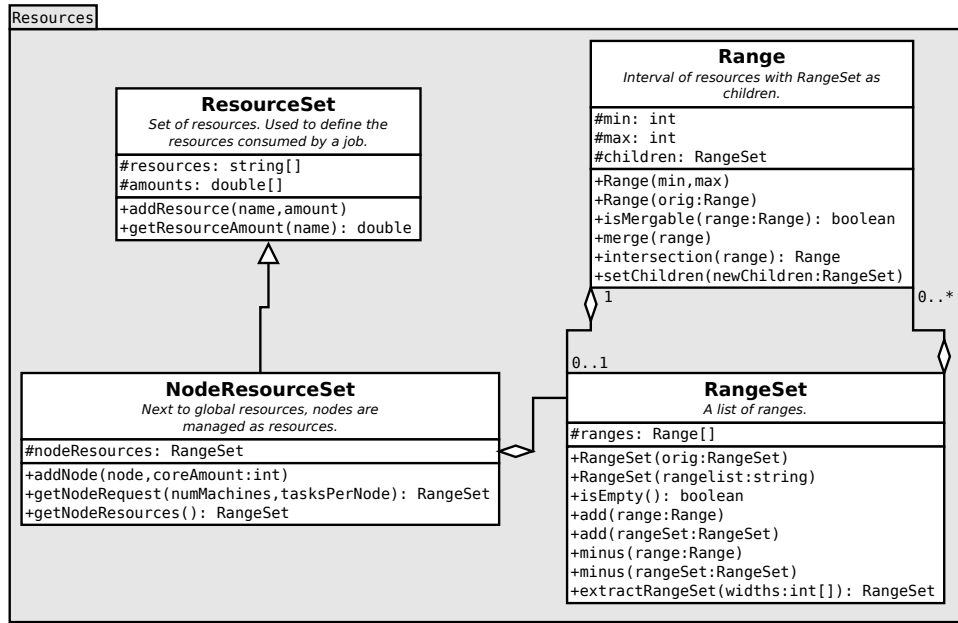 Resources
ResourceSet
Set of resources. Used to define the
resources consumed by a job.
#resources: string[]
#amounts: double[]
+addResource(name,amount)
+getResourceAmount(name): double
Range
Interval of resources with RangeSet as
children.
#min: int
#max: int
#children: RangeSet
+Range(min,max)
+Range(orig:Range)
+isMergable(range:Range): boolean
+merge(range)
+intersection(range): Range
+setChildren(newChildren:RangeSet)
1
0..*
0..1
NodeResourceSet
Next to global resources, nodes are
managed as resources.
#nodeResources: RangeSet
+addNode(node,coreAmount:int)
+getNodeRequest(numMachines,tasksPerNode): RangeSet
+getNodeResources(): RangeSet
RangeSet
A list of ranges.
#ranges: Range[]
+RangeSet(orig:RangeSet)
+RangeSet(rangelist:string)
+isEmpty(): boolean
+add(range:Range)
+add(rangeSet:RangeSet)
+minus(range:Range)
+minus(rangeSet:RangeSet)
+extractRangeSet(widths:int[]): RangeSet